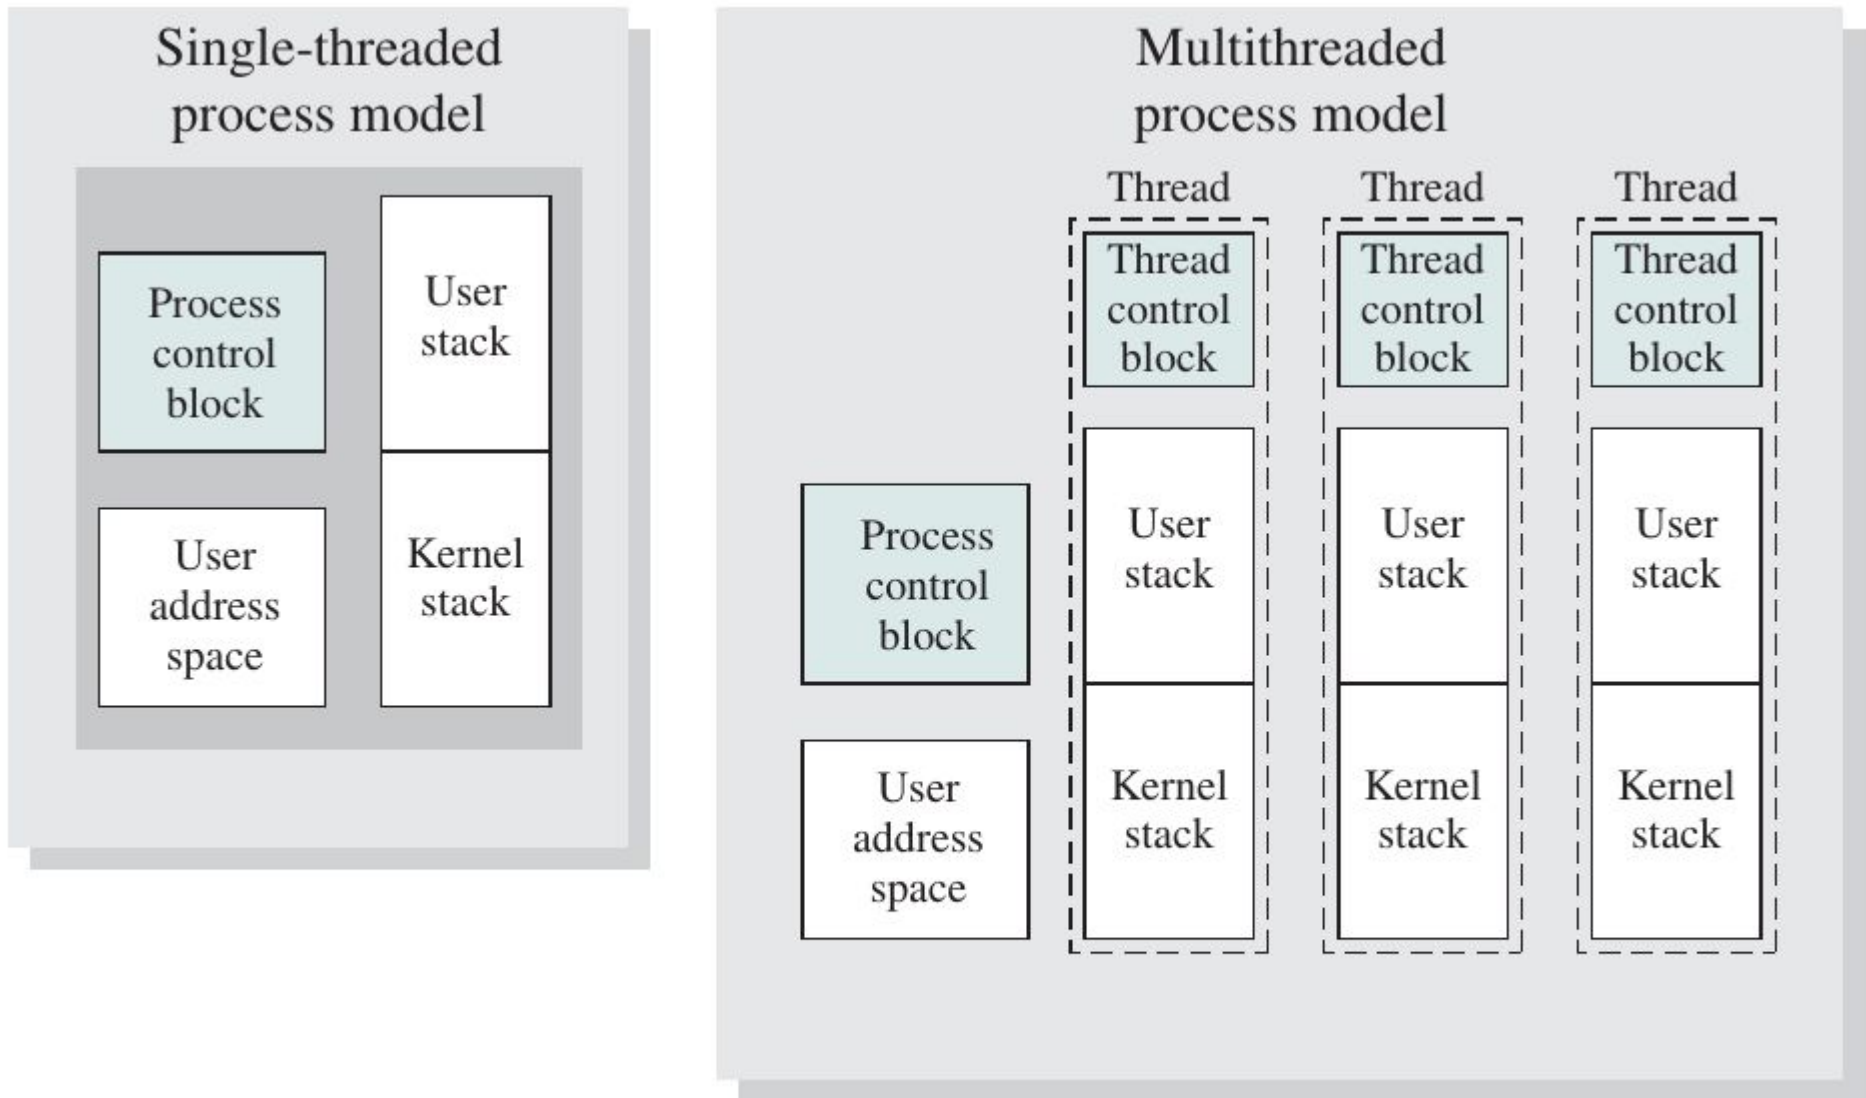 Single-threaded
process model
Process
control
block
User
stack
User
address
space
Kernel
stack
Multithreaded
process model
Thread
Thread
Thread
Thread
control
block
Thread
control
block
Thread
control
block
Process
control
block
User
stack
User
stack
User
stack
User
address
space
Kernel
stack
Kernel
stack
Kernel
stack